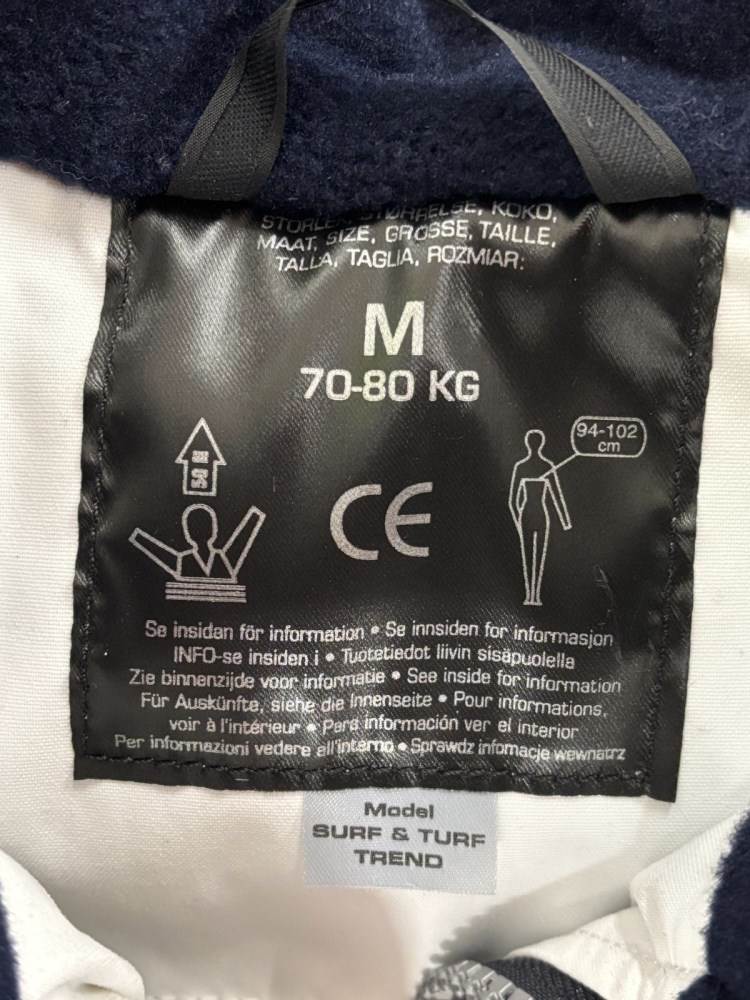 STORLEK, STØRRELSE, KOKO,
MAAT, SIZE, GRÖSSE, TAILLE,
TALLA, TAGLIA, ROZMIAR:
M
70-80 KG
94-102
cm
54 N
CE
Se insidan för information • Se innsiden for informasjon
INFO-se insiden i • Tuotetiedot liivin sisäpuolella
Zie binnenzijde voor informatie • See inside for information
Für Auskünfte, siehe die Innenseite • Pour informations,
voir à l'intérieur • Para información ver el interior
Per informazioni vedere all'interno • Sprawdz infomacje wewnatrz
Model
SURF & TURF
TREND